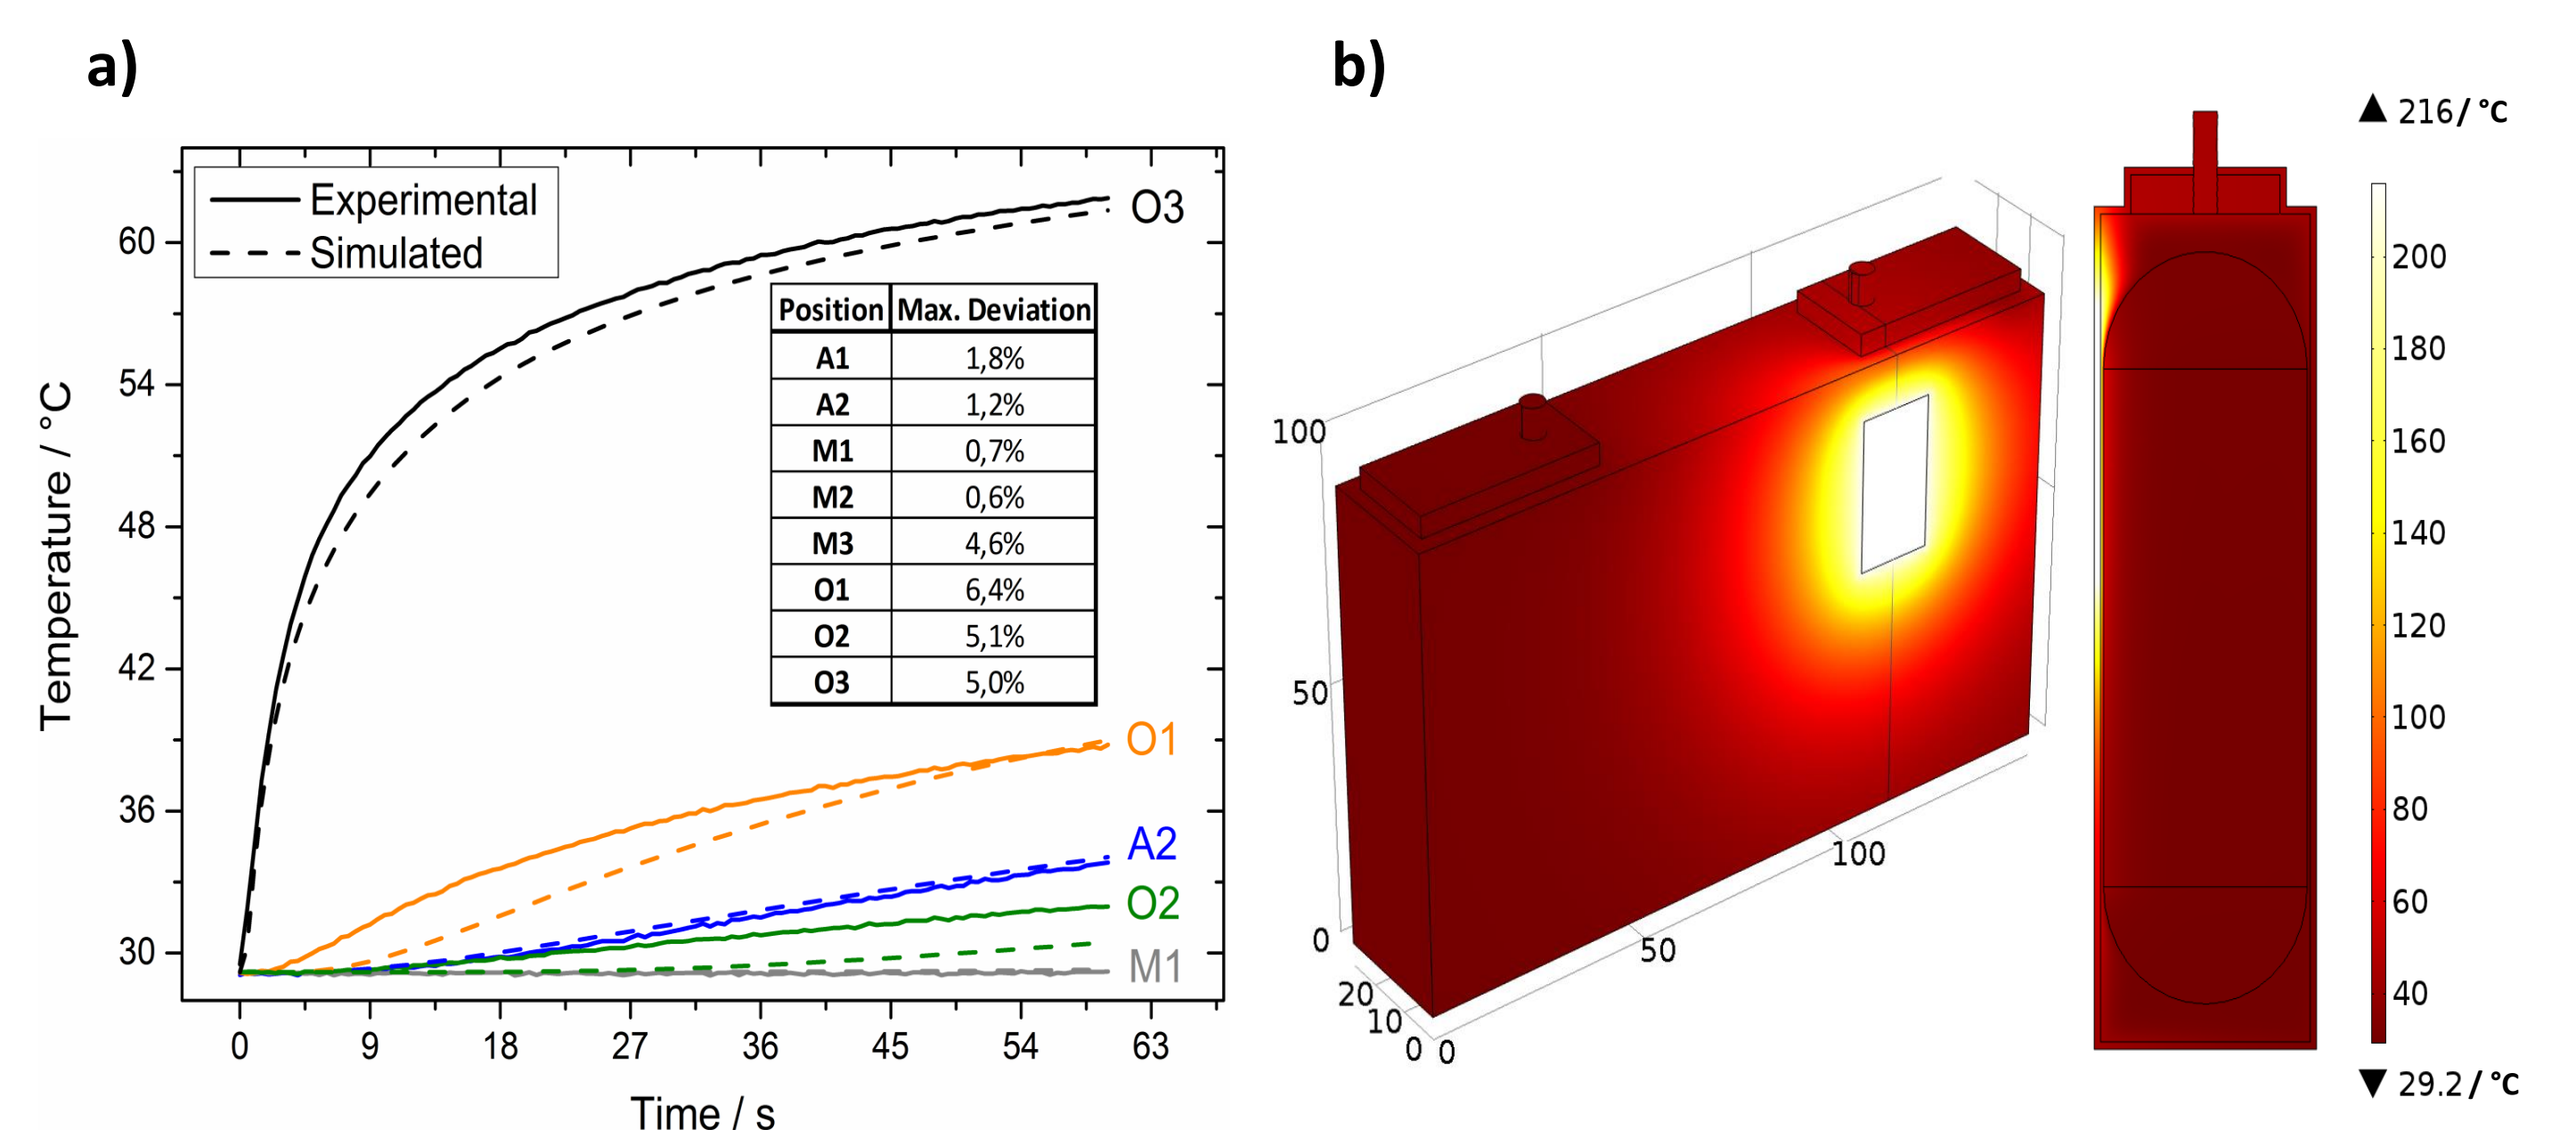 a)
Experimental
Simulated
Temperature / °C
60
54
48
42
36
30
0 9 18 27 36 45 54 63
Time / s
O3
O1
A2
O2
M1
Position Max. Deviation
A1 1,8%
A2 1,2%
M1 0,7%
M2 0,6%
M3 4,6%
O1 6,4%
O2 5,1%
O3 5,0%
b)
100
50
0
20
10
0
0
50
100
▲ 216/ °C
200
180
160
140
120
100
80
60
40
▼ 29.2/ °C